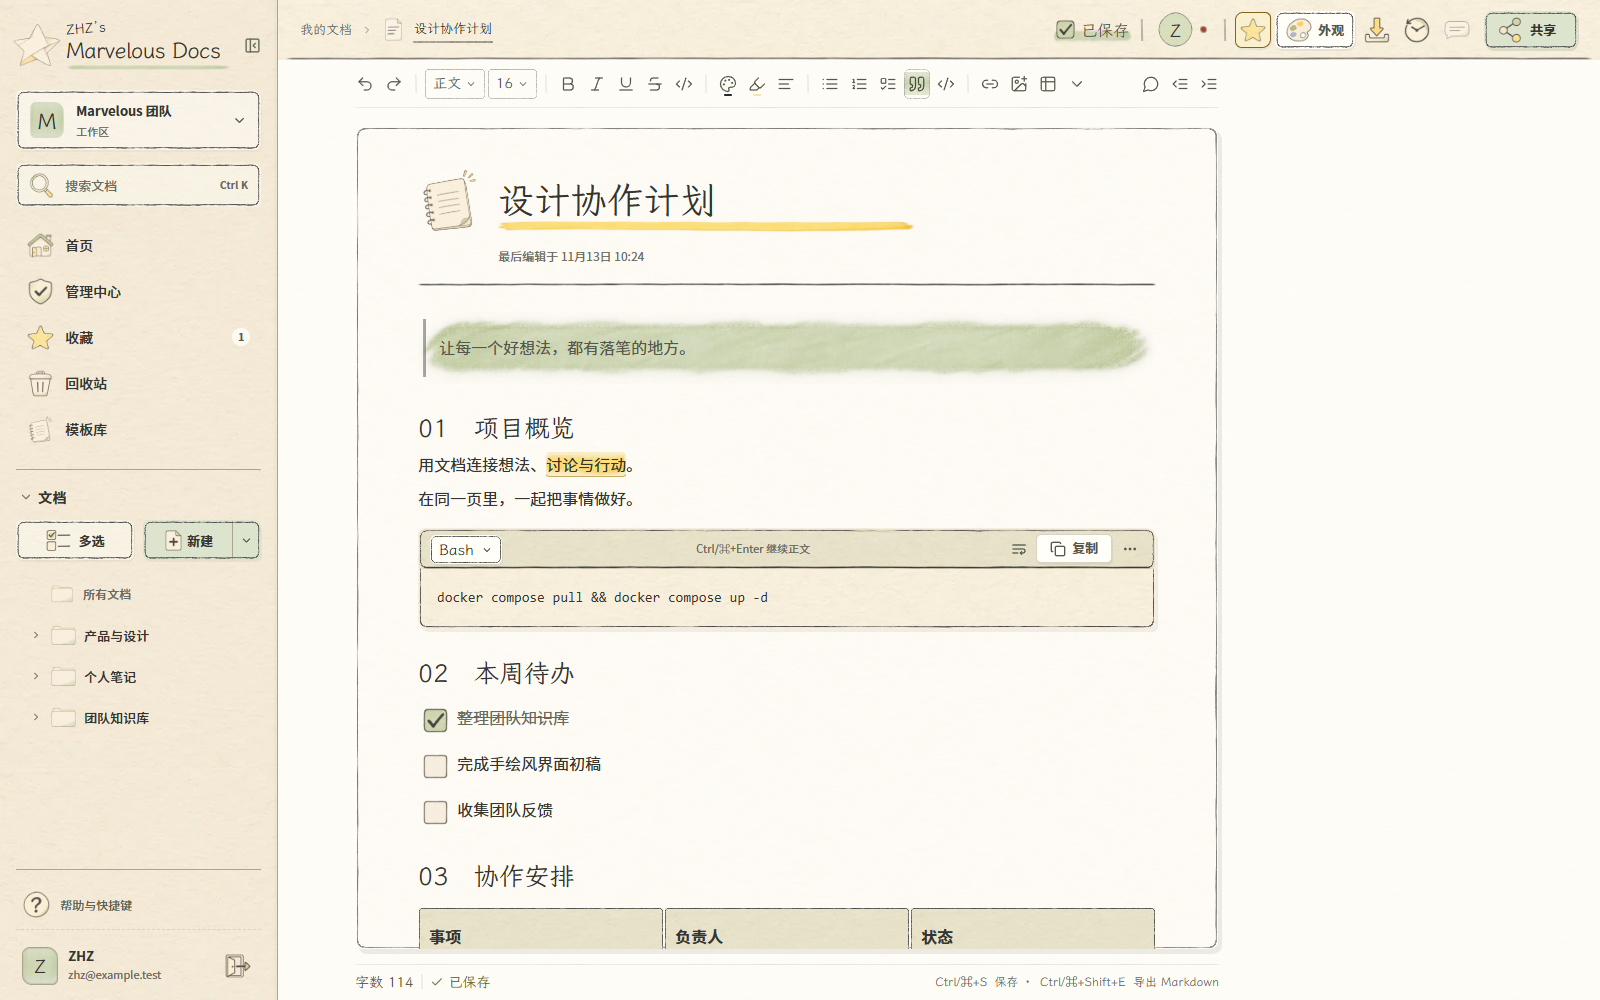 ZHZ's
Marvelous Docs
M
Marvelous 团队
工作区
搜索文档
Ctrl K
首页
管理中心
收藏
1
回收站
模板库
文档
多选
新建
所有文档
产品与设计
个人笔记
团队知识库
帮助与快捷键
Z
ZHZ
zhz@example.test
我的文档
设计协作计划
已保存
Z
外观
共享
正文
16
设计协作计划
最后编辑于 11月13日 10:24
让每一个好想法，都有落笔的地方。
01 项目概览
用文档连接想法、讨论与行动。
在同一页里，一起把事情做好。
Bash
Ctrl/⌘+Enter 继续正文
复制
docker compose pull && docker compose up -d
02 本周待办
整理团队知识库
完成手绘风界面初稿
收集团队反馈
03 协作安排
事项
负责人
状态
字数 114
已保存
Ctrl/⌘+S 保存 • Ctrl/⌘+Shift+E 导出 Markdown